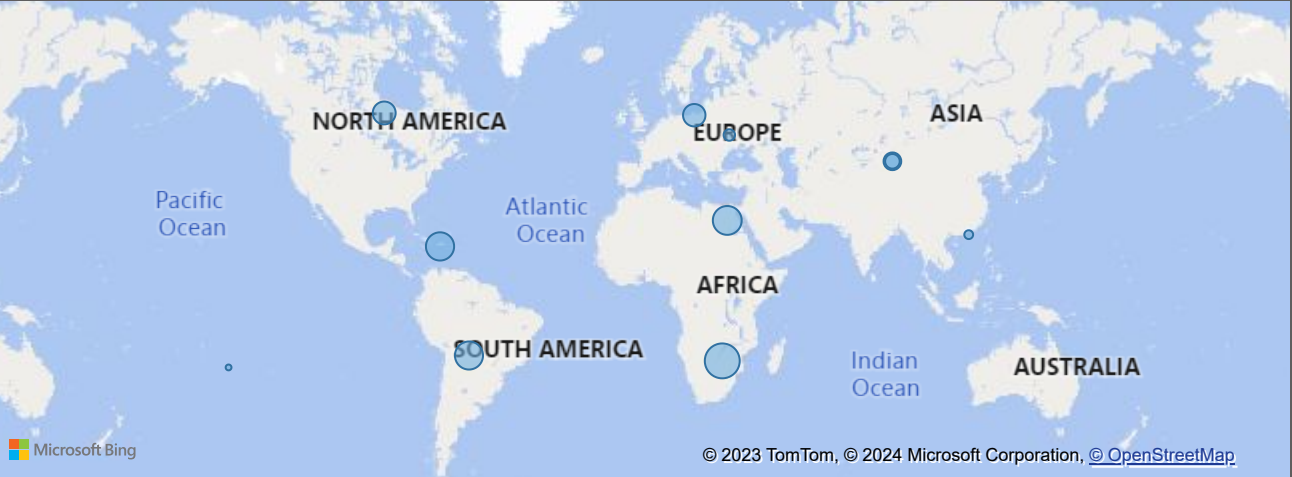 NORTH AMERICA
EUROPE
ASIA
Pacific
Ocean
Atlantic
Ocean
AFRICA
SOUTH AMERICA
Indian
Ocean
AUSTRALIA
Microsoft Bing
© 2023 TomTom, © 2024 Microsoft Corporation, © OpenStreetMap